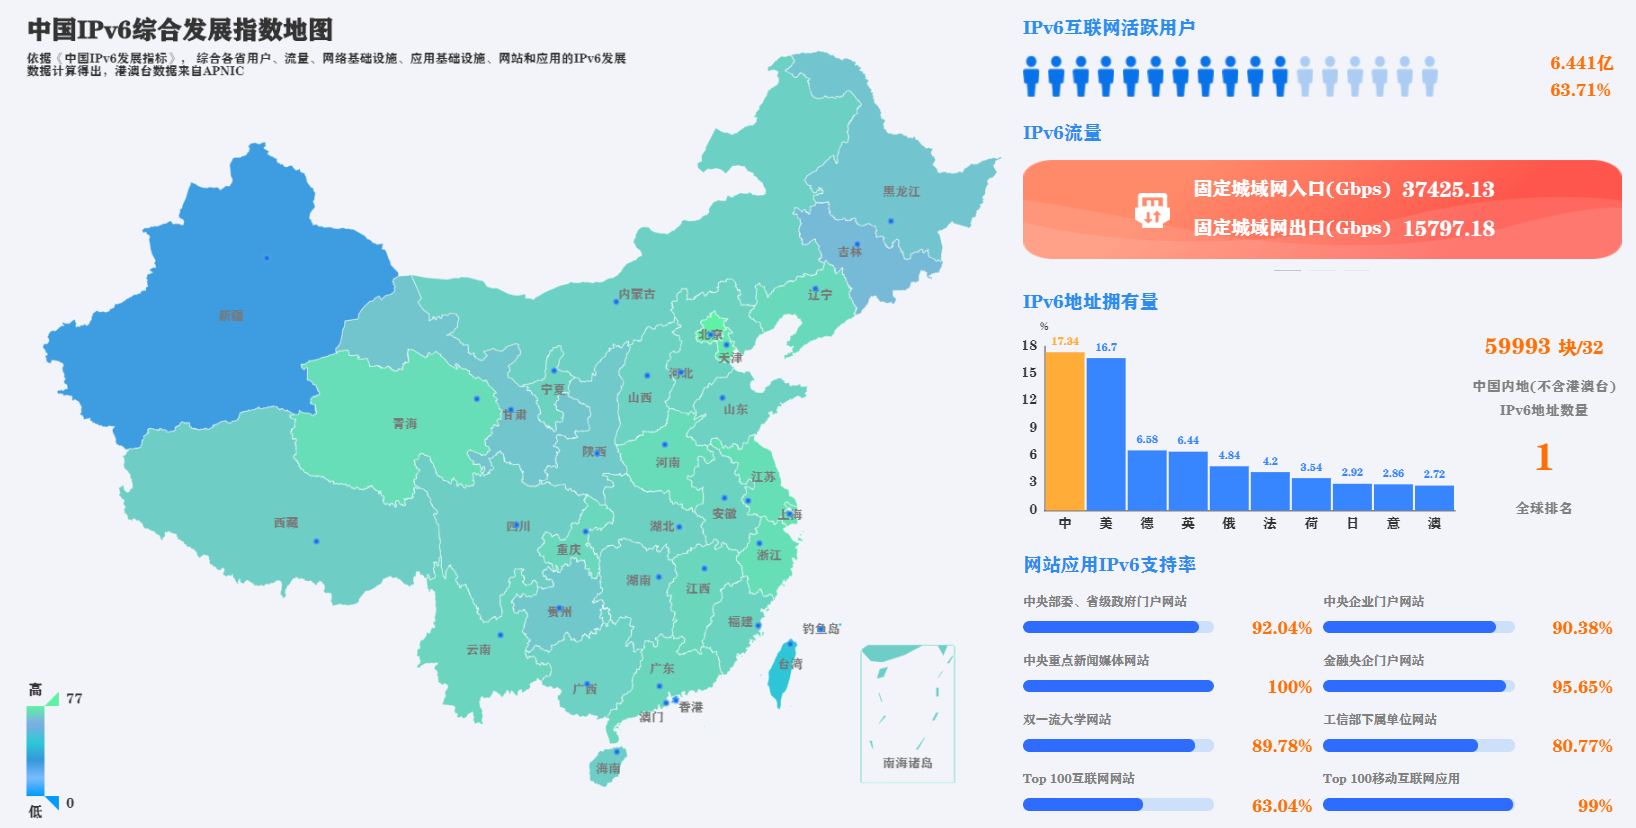 中国IPv6综合发展指数地图
依据《中国IPv6发展指标》， 综合各省用户、流量、网络基础设施、应用基础设施、网站和应用的IPv6发展
数据计算得出，港澳台数据来自APNIC
黑龙江
吉林
辽宁
内蒙古
新疆
北京
天津
河北
山西
山东
宁夏
甘肃
青海
陕西
河南
江苏
上海
安徽
湖北
四川
重庆
西藏
浙江
湖南
江西
贵州
福建
钓鱼岛
云南
台湾
广东
广西
香港
澳门
海南
南海诸岛
高
77
低
0
IPv6互联网活跃用户
6.441亿
63.71%
IPv6流量
固定城域网入口(Gbps) 37425.13
固定城域网出口(Gbps) 15797.18
IPv6地址拥有量
%
18
15
12
9
6
3
0
17.34
16.7
6.58
6.44
4.84
4.2
3.54
2.92
2.86
2.72
中
美
德
英
俄
法
荷
日
意
澳
59993 块/32
中国内地(不含港澳台)
IPv6地址数量
1
全球排名
网站应用IPv6支持率
中央部委、省级政府门户网站
92.04%
中央企业门户网站
90.38%
中央重点新闻媒体网站
100%
金融央企门户网站
95.65%
双一流大学网站
89.78%
工信部下属单位网站
80.77%
Top 100互联网网站
63.04%
Top 100移动互联网应用
99%